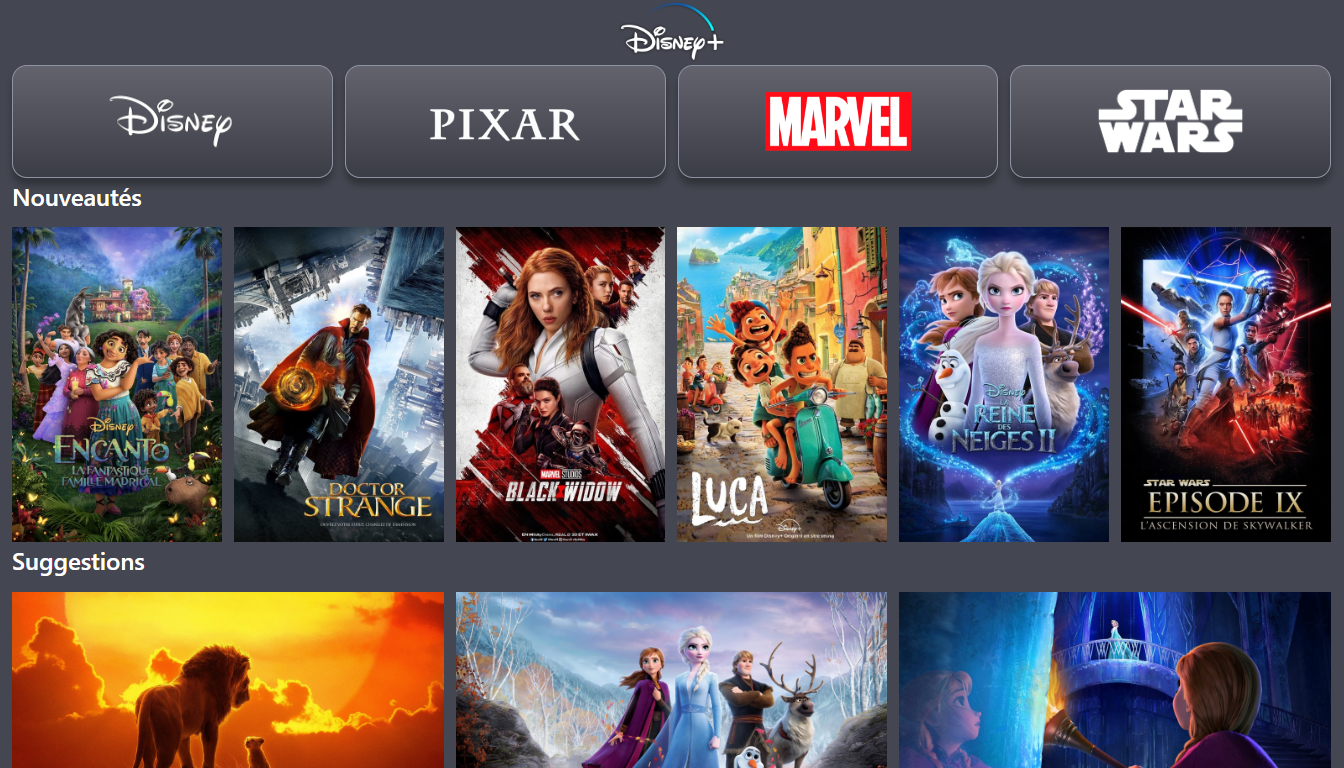 Disney+
Disney
PIXAR
MARVEL
STAR
WARS
Nouveautés
Disney
ENCANTO
LA FANTASTIQUE
FAMILLE MADRIGAL
DOCTOR
STRANGE
MARVEL STUDIOS
BLACK WIDOW
LUCA
Disney+
Disney
LA
REINE
DES
NEIGES II
STAR WARS
EPISODE IX
L'ASCENSION DE SKYWALKER
Suggestions